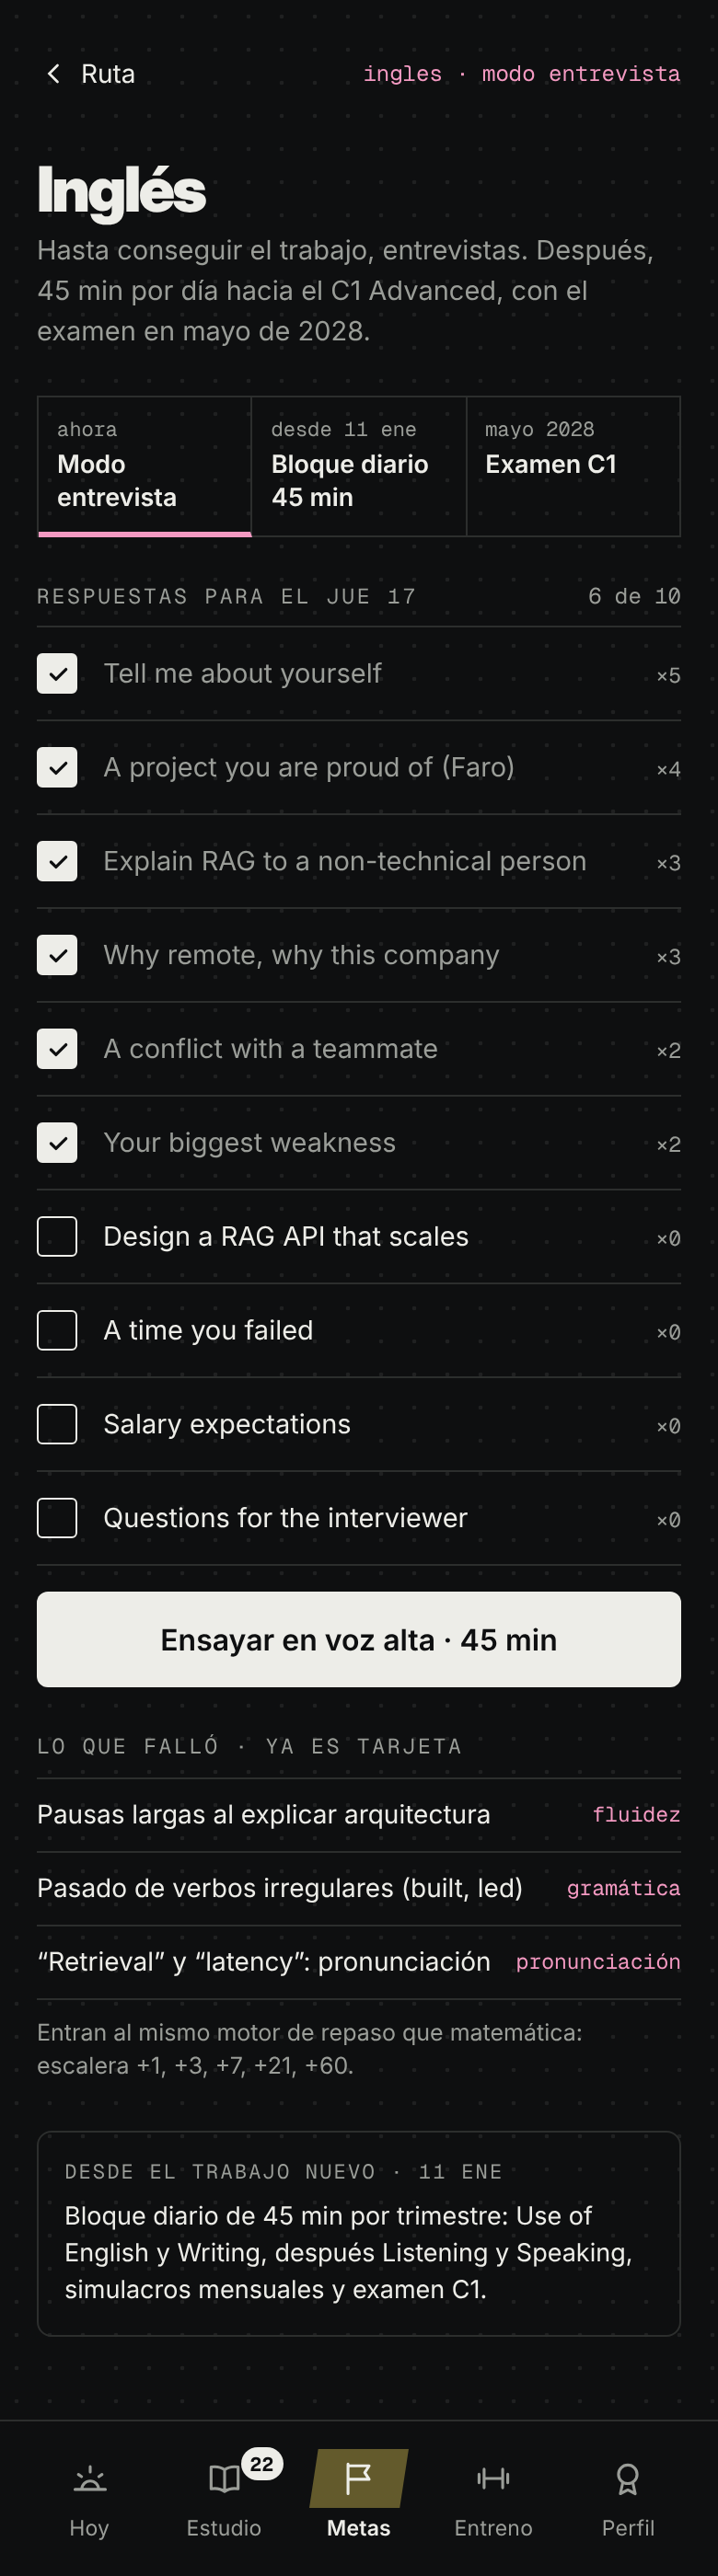 Ruta
ingles · modo entrevista
Inglés
Hasta conseguir el trabajo, entrevistas. Después,
45 min por día hacia el C1 Advanced, con el
examen en mayo de 2028.
ahora
Modo
entrevista
desde 11 ene
Bloque diario
45 min
mayo 2028
Examen C1
RESPUESTAS PARA EL JUE 17
6 de 10
Tell me about yourself
×5
A project you are proud of (Faro)
×4
Explain RAG to a non-technical person
×3
Why remote, why this company
×3
A conflict with a teammate
×2
Your biggest weakness
×2
Design a RAG API that scales
×0
A time you failed
×0
Salary expectations
×0
Questions for the interviewer
×0
Ensayar en voz alta · 45 min
LO QUE FALLÓ · YA ES TARJETA
Pausas largas al explicar arquitectura
fluidez
Pasado de verbos irregulares (built, led)
gramática
“Retrieval” y “latency”: pronunciación
pronunciación
Entran al mismo motor de repaso que matemática:
escalera +1, +3, +7, +21, +60.
DESDE EL TRABAJO NUEVO · 11 ENE
Bloque diario de 45 min por trimestre: Use of
English y Writing, después Listening y Speaking,
simulacros mensuales y examen C1.
22
Hoy
Estudio
Metas
Entreno
Perfil